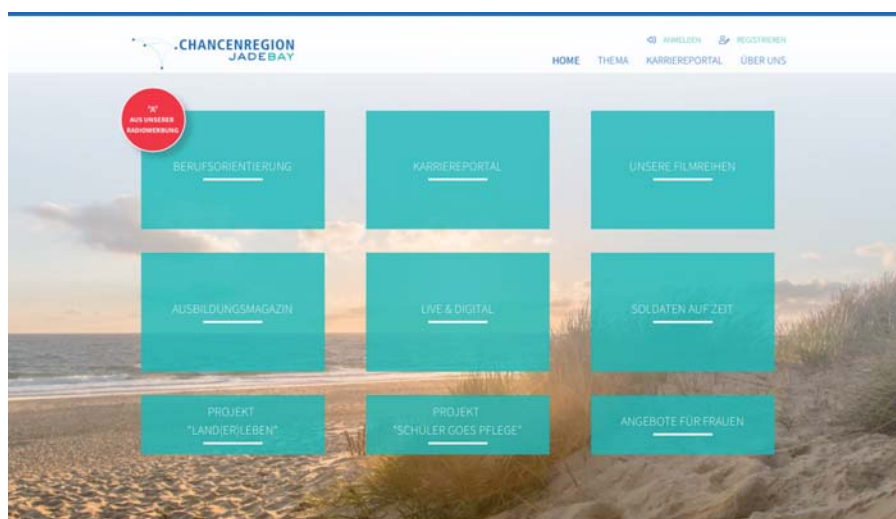 .CHANCENREGION
JADEBAY
ANMELDEN REGISTRIEREN
HOME THEMA KARRIEREPORTAL ÜBER UNS
"A"
AUS UNSERER
RADIOWERBUNG
BERUFSORIENTIERUNG
KARRIEREPORTAL
UNSERE FILMREIHEN
AUSBILDUNGSMAGAZIN
LIVE & DIGITAL
SOLDATEN AUF ZEIT
PROJEKT
"LAND(ER)LEBEN"
PROJEKT
"SCHÜLER GOES PFLEGE"
ANGEBOTE FÜR FRAUEN